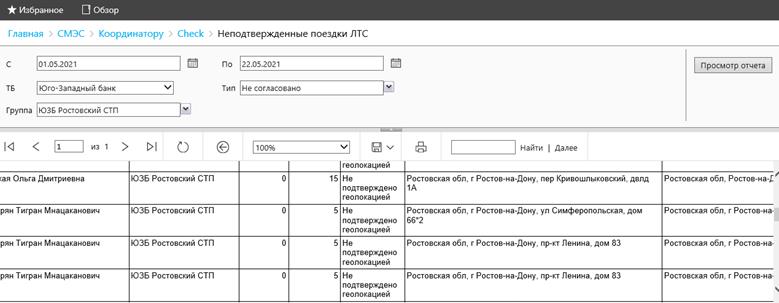 Избранное Обзор
Главная > СМЭС > Координатору > Check > Неподтвержденные поездки ЛТС
С 01.05.2021 По 22.05.2021 Просмотр отчета
ТБ Юго-Западный банк Тип Не согласовано
Группа ЮЗБ Ростовский СТП
1 из 1 100% Найти | Далее
геолокацией
кая Ольга Дмитриевна ЮЗБ Ростовский СТП 0 15 Не подтверждено геолокацией Ростовская обл, г Ростов-на-Дону, пер Кривошлыковский, двлд 1А Ростовская обл, Ростов-на-Д
рян Тигран Мнацаканович ЮЗБ Ростовский СТП 0 5 Не подтверждено геолокацией Ростовская обл, г Ростов-на-Дону, ул Симферопольская, дом 66*2 Ростовская обл, г Ростов-на-
рян Тигран Мнацаканович ЮЗБ Ростовский СТП 0 5 Не подтверждено геолокацией Ростовская обл, г Ростов-на-Дону, пр-кт Ленина, дом 83 Ростовская обл, г Ростов-на-
рян Тигран Мнацаканович ЮЗБ Ростовский СТП 0 5 Не подтверждено геолокацией Ростовская обл, г Ростов-на-Дону, пр-кт Ленина, дом 83 Ростовская обл, г Ростов-на-